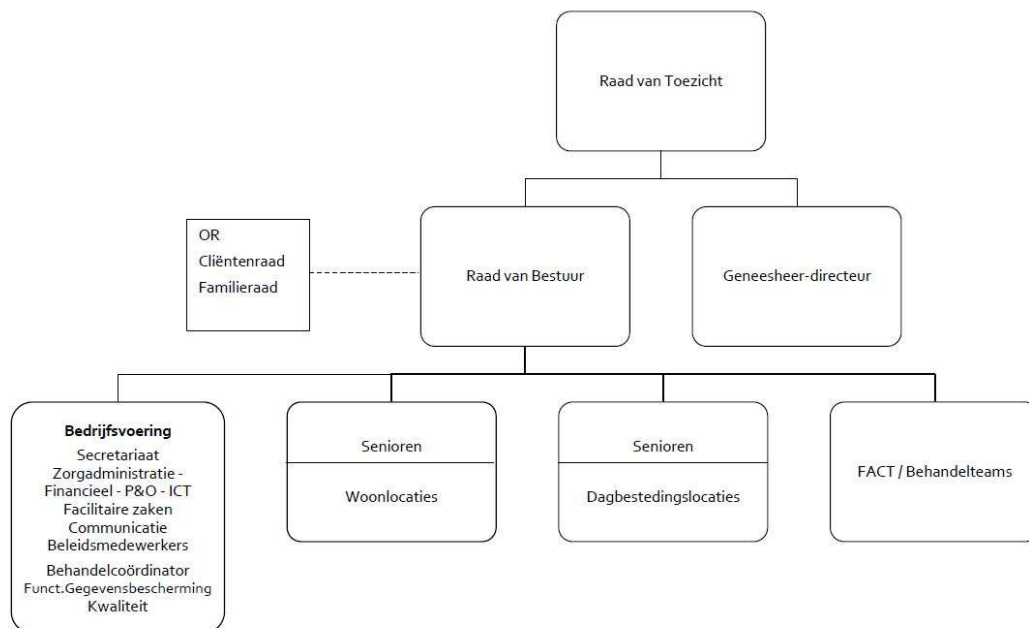 Raad van Toezicht
OR
Cliëntenraad
Familieraad
Raad van Bestuur
Geneesheer-directeur
Bedrijfsvoering
Secretariaat
Zorgadministratie -
Financieel - P&O - ICT
Facilitaire zaken
Communicatie
Beleidsmedewerkers
Behandelcoördinator
Funct.Gegevensbescherming
Kwaliteit
Senioren
Woonlocaties
Senioren
Dagbestedingslocaties
FACT / Behandelteams